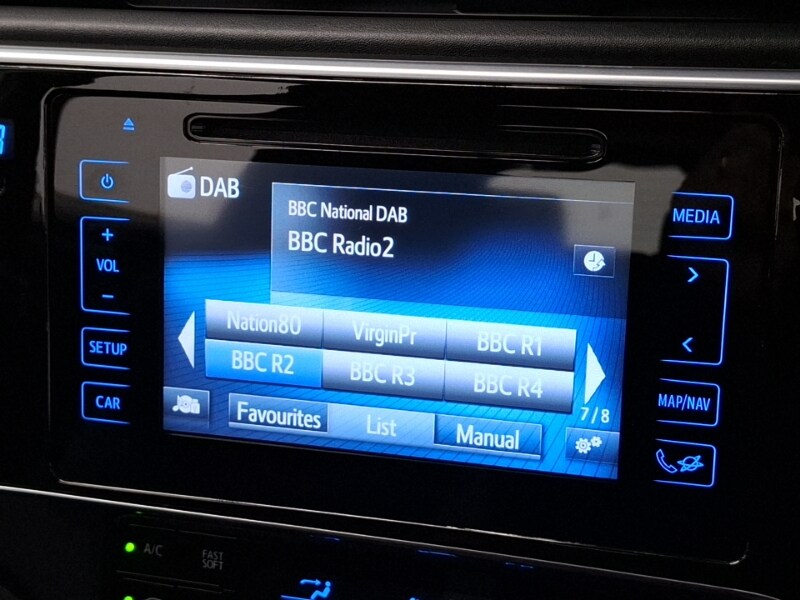 DAB
BBC National DAB
BBC Radio2
MEDIA
+
VOL
−
SETUP
CAR
>
<
MAP/NAV
Nation80 VirginPr BBC R1
BBC R2 BBC R3 BBC R4
7/8
Favourites List Manual
A/C
FAST
SOFT